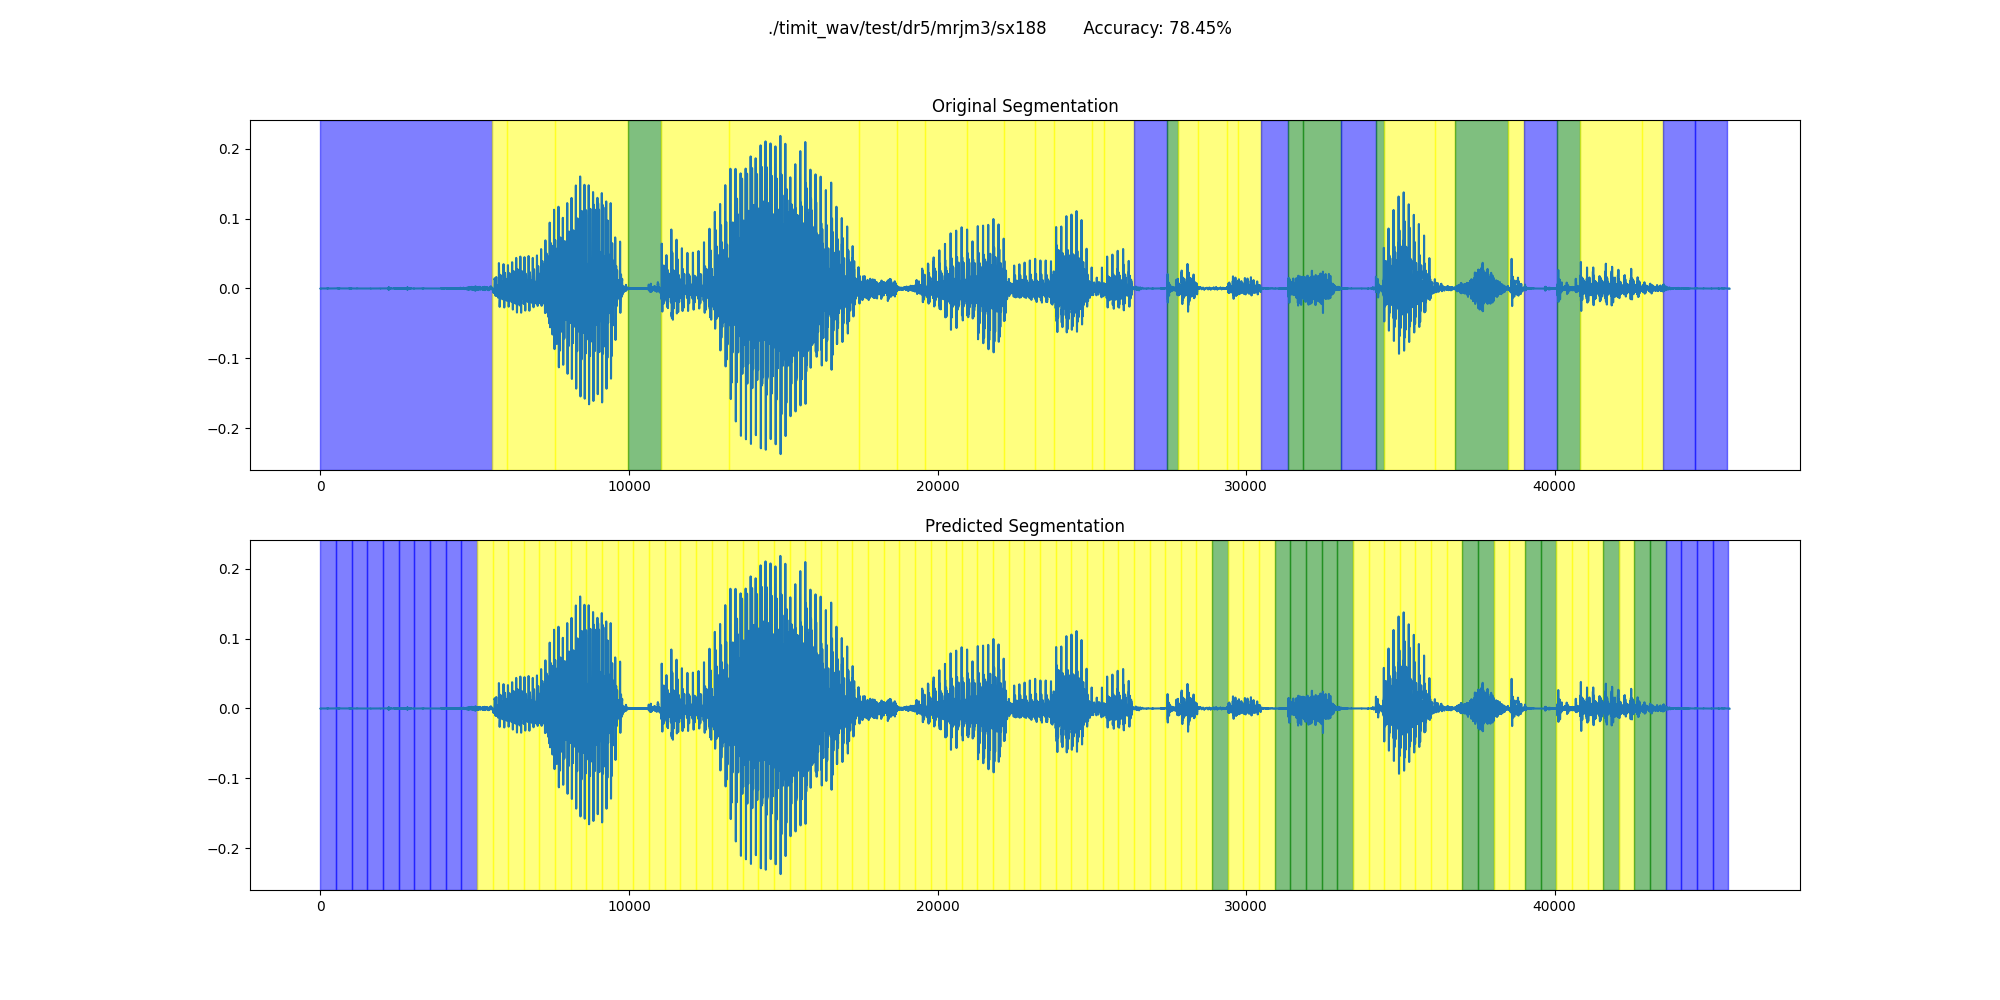 ./timit_wav/test/dr5/mrjm3/sx188 Accuracy: 78.45%
Original Segmentation
0.2
0.1
0.0
−0.1
−0.2
0 10000 20000 30000 40000
Predicted Segmentation
0.2
0.1
0.0
−0.1
−0.2
0 10000 20000 30000 40000